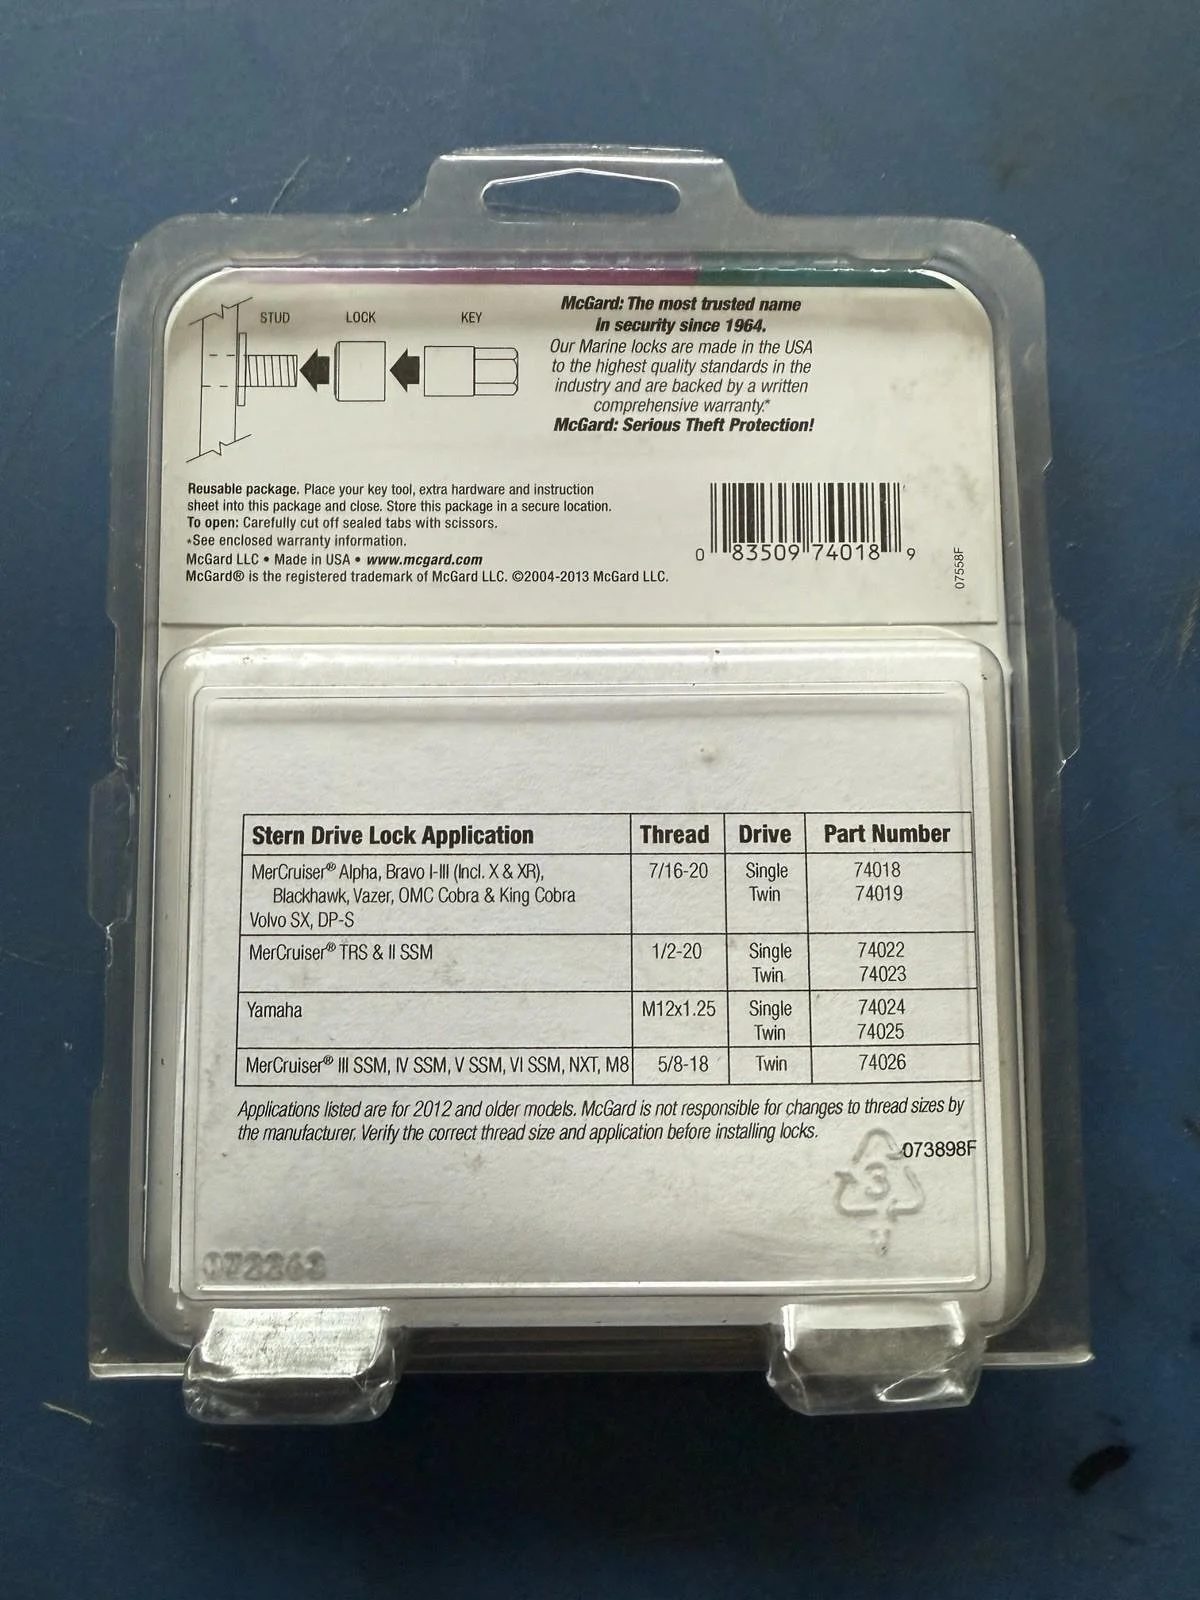 STUD LOCK KEY
McGard: The most trusted name
in security since 1964.
Our Marine locks are made in the USA
to the highest quality standards in the
industry and are backed by a written
comprehensive warranty.*
McGard: Serious Theft Protection!
Reusable package. Place your key tool, extra hardware and instruction
sheet into this package and close. Store this package in a secure location.
To open: Carefully cut off sealed tabs with scissors.
*See enclosed warranty information.
McGard LLC • Made in USA • www.mcgard.com
McGard® is the registered trademark of McGard LLC. ©2004-2013 McGard LLC.
0 83509 74018 9
07558F
Stern Drive Lock Application Thread Drive Part Number
MerCruiser® Alpha, Bravo I-III (Incl. X & XR), 7/16-20 Single 74018
Blackhawk, Vazer, OMC Cobra & King Cobra Twin 74019
Volvo SX, DP-S
MerCruiser® TRS & II SSM 1/2-20 Single 74022
Twin 74023
Yamaha M12x1.25 Single 74024
Twin 74025
MerCruiser® III SSM, IV SSM, V SSM, VI SSM, NXT, M8 5/8-18 Twin 74026
Applications listed are for 2012 and older models. McGard is not responsible for changes to thread sizes by
the manufacturer. Verify the correct thread size and application before installing locks.
073898F
3
V
072263